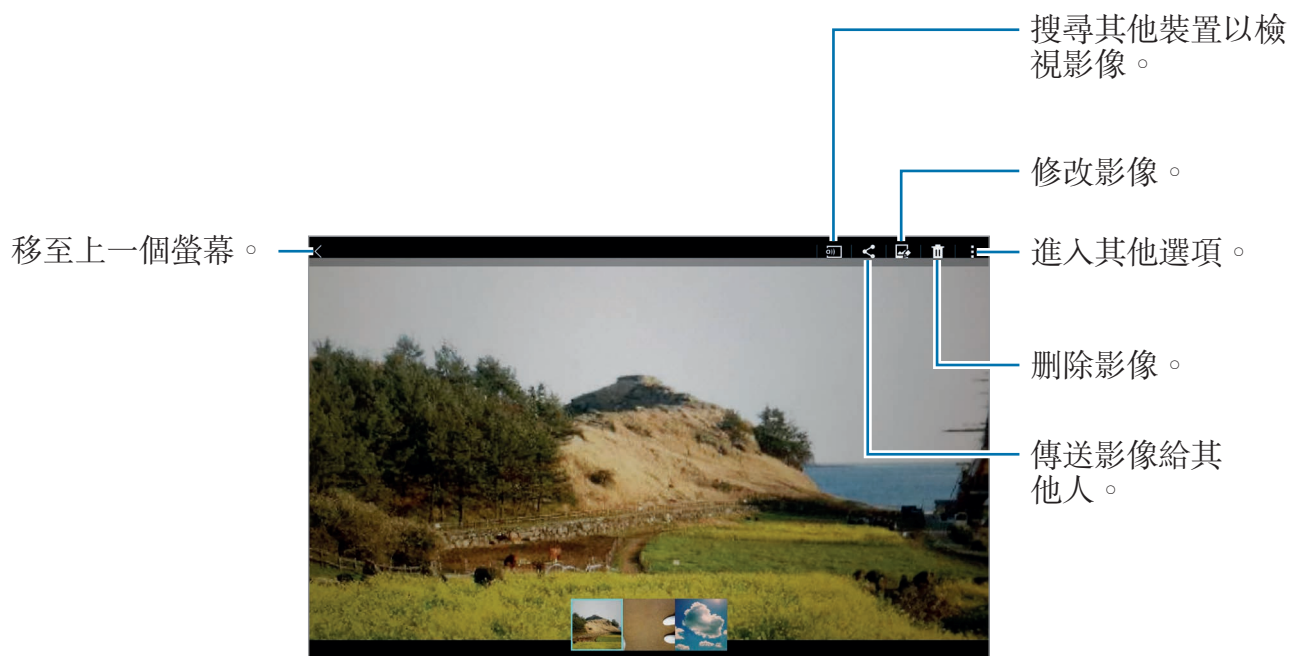 搜尋其他裝置以檢
視影像。
修改影像。
移至上一個螢幕。
進入其他選項。
刪除影像。
傳送影像給其
他人。